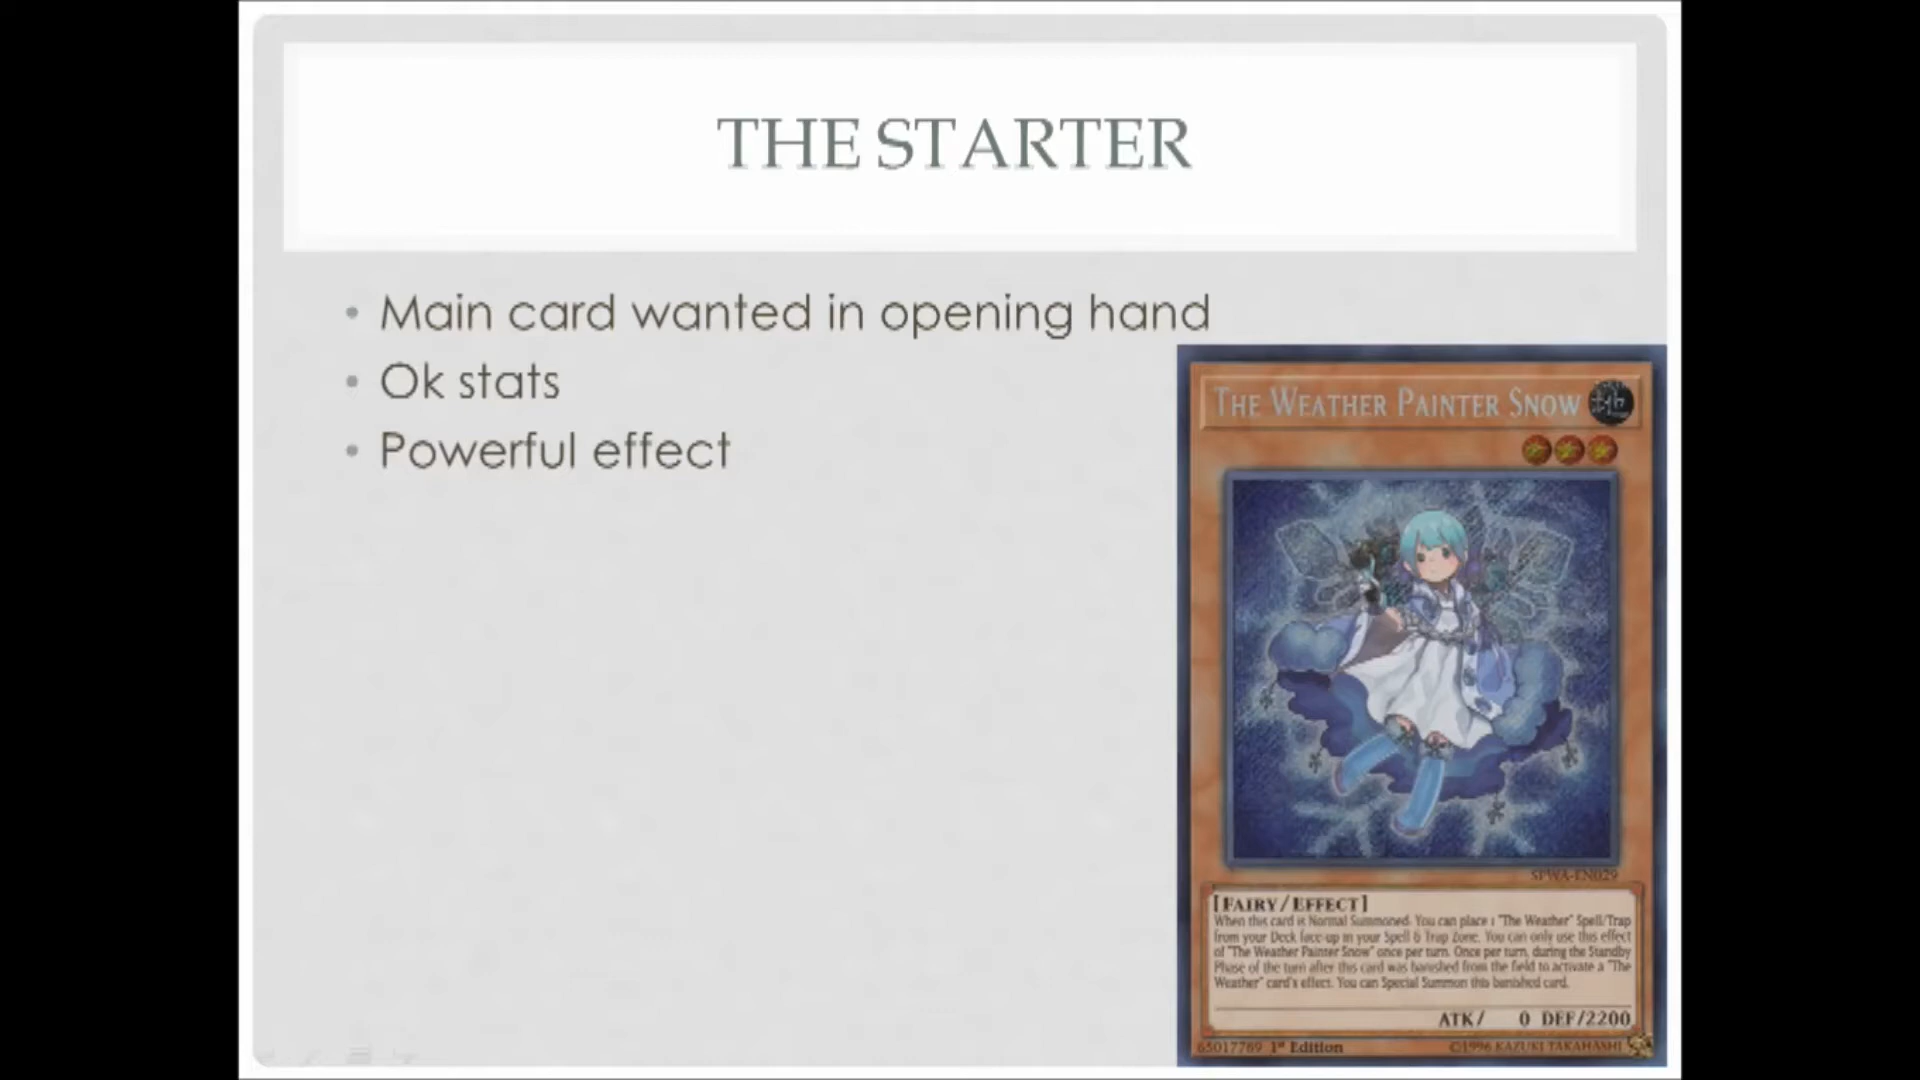 THE STARTER
Main card wanted in opening hand
Ok stats
Powerful effect
THE WEATHER PAINTER SNOW
地
SPWA-EN029
[FAIRY/EFFECT]
When this card is Normal Summoned: You can place 1 "The Weather" Spell/Trap
from your Deck face-up in your Spell & Trap Zone. You can only use this effect
of "The Weather Painter Snow" once per turn. Once per turn, during the Standby
Phase of the turn after this card was banished from the field to activate a "The
Weather" card's effect: You can Special Summon this banished card.
ATK/ 0 DEF/2200
65017789 1st Edition
©1996 KAZUKI TAKAHASHI